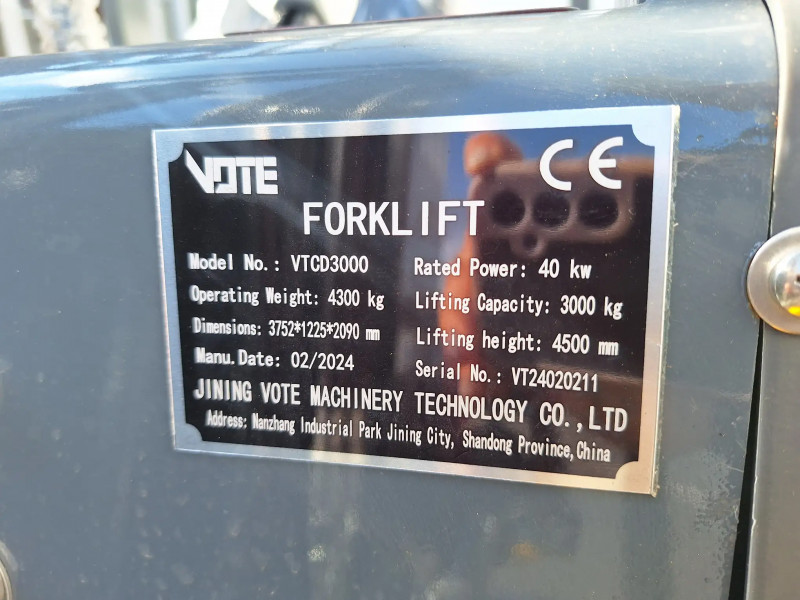 VOTE
CE
FORKLIFT
Model No.: VTCD3000
Rated Power: 40 kw
Operating Weight: 4300 kg
Lifting Capacity: 3000 kg
Dimensions: 3752*1225*2090 mm
Lifting height: 4500 mm
Manu.Date: 02/2024
Serial No.: VT24020211
JINING VOTE MACHINERY TECHNOLOGY CO.,LTD
Address: Nanzhang Industrial Park Jining City, Shandong Province,China